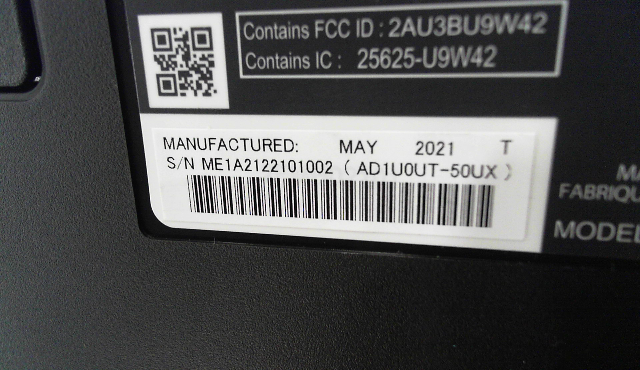 Contains FCC ID : 2AU3BU9W42
Contains IC : 25625-U9W42
MANUFACTURED: MAY 2021 T
S/N ME1A2122101002 ( AD1U0UT-50UX )
MA
FABRIQU
MODEL